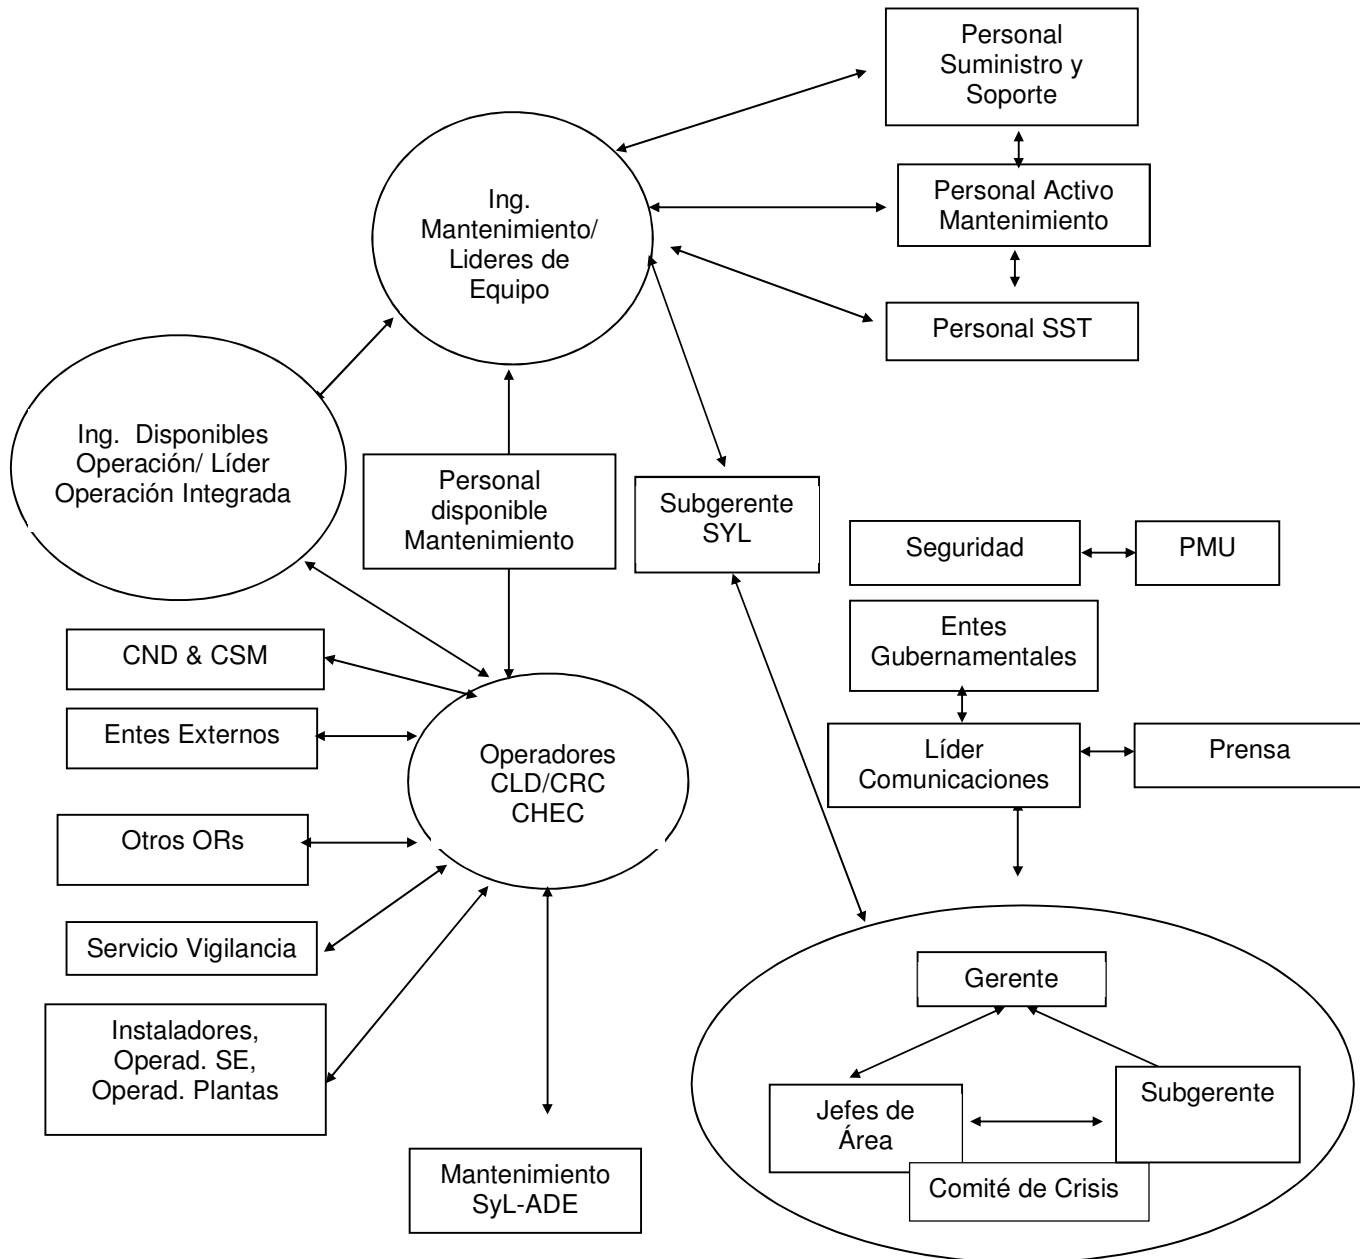 Personal
Suministro y
Soporte
Ing.
Mantenimiento/
Lideres de
Equipo
Personal Activo
Mantenimiento
Personal SST
Ing.  Disponibles
Operación/ Líder
Operación Integrada
Personal
disponible
Mantenimiento
Subgerente
SYL
Seguridad
PMU
Entes
Gubernamentales
CND & CSM
Entes Externos
Operadores
CLD/CRC
CHEC
Líder
Comunicaciones
Prensa
Otros ORs
Servicio Vigilancia
Instaladores,
Operad. SE,
Operad. Plantas
Gerente
Jefes de
Área
Subgerente
Comité de Crisis
Mantenimiento
SyL-ADE